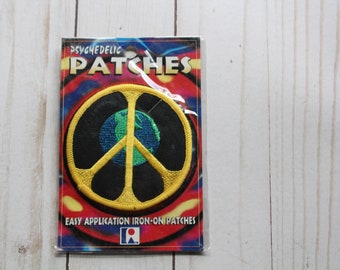 PSYCHEDELIC
PATCHES
EASY APPLICATION IRON-ON PATCHES